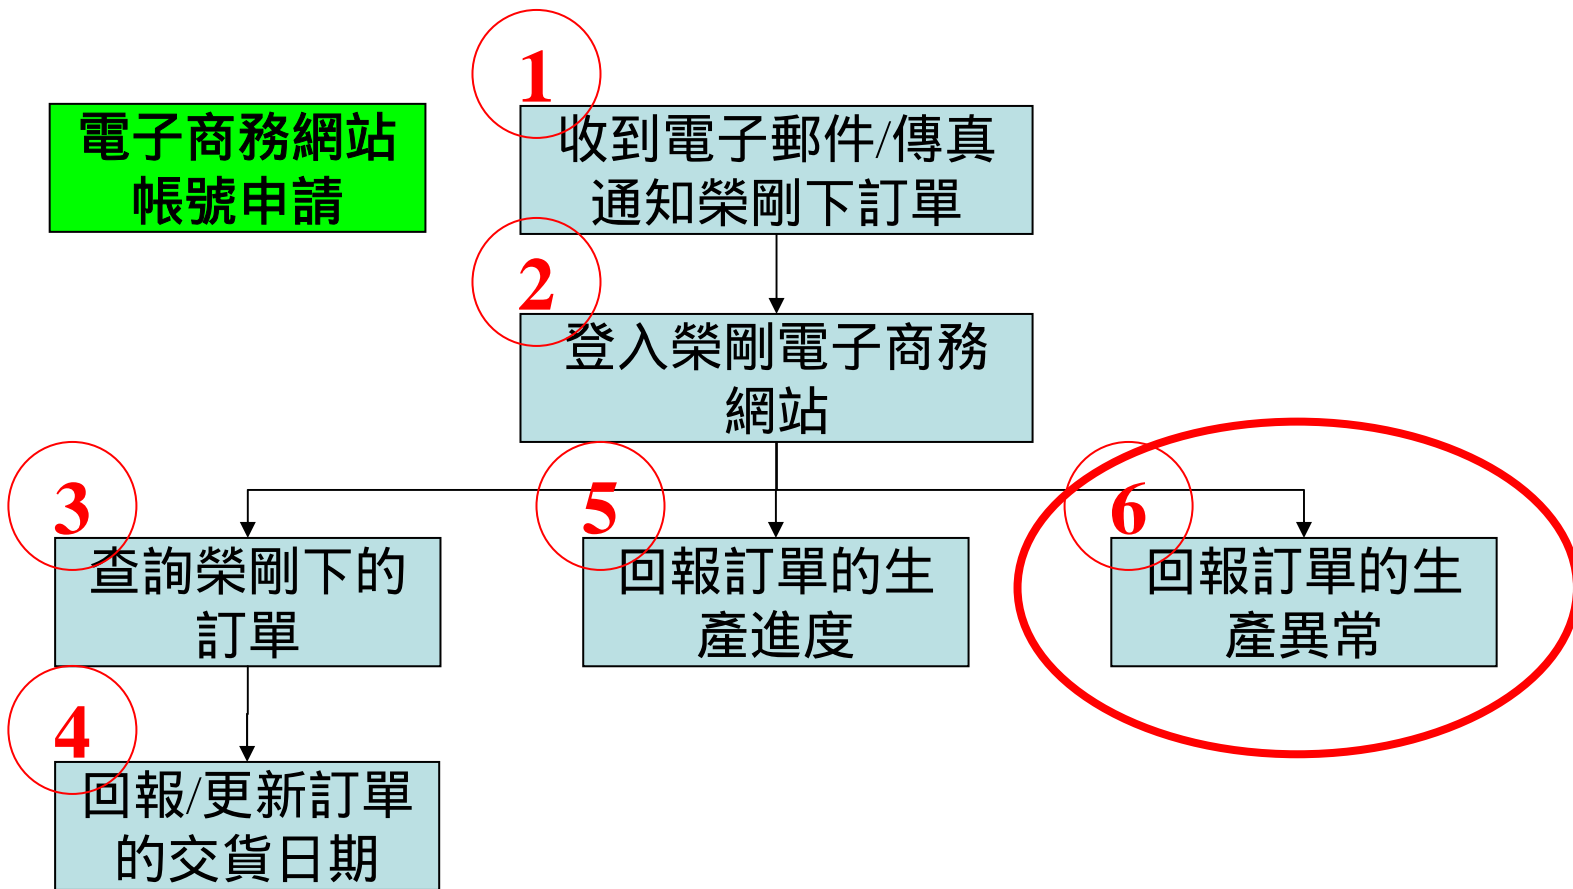 電子商務網站
帳號申請
1
收到電子郵件/傳真
通知榮剛下訂單
2
登入榮剛電子商務
網站
3
查詢榮剛下的
訂單
4
回報/更新訂單
的交貨日期
5
回報訂單的生
產進度
6
回報訂單的生
產異常